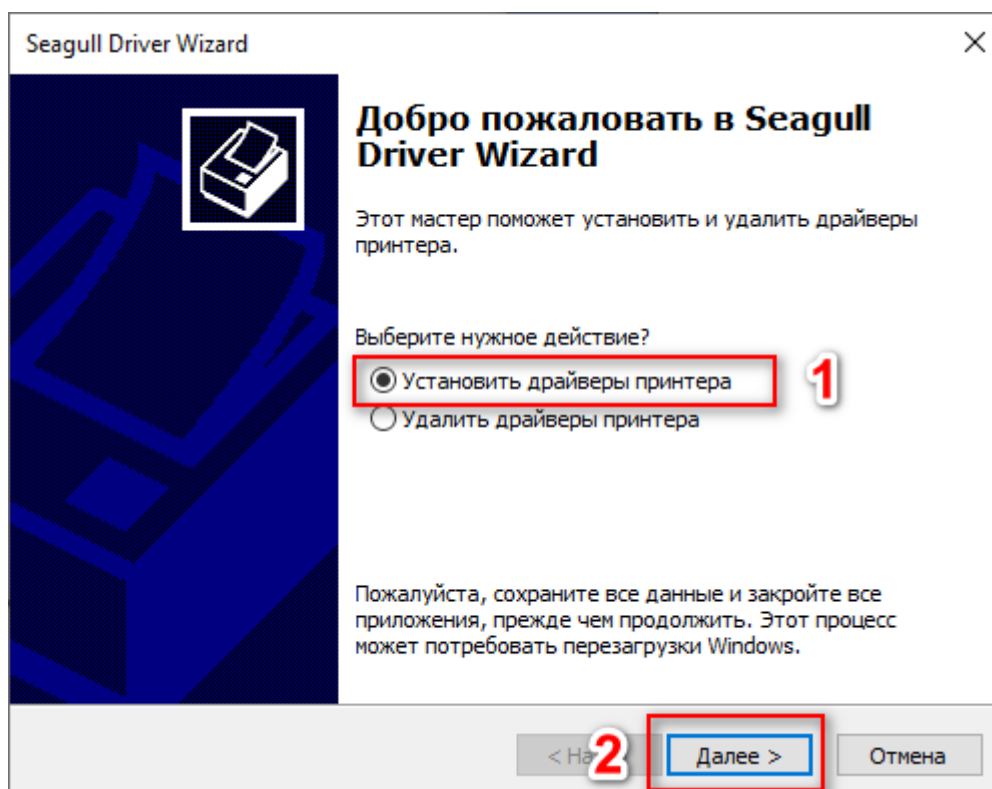 Seagull Driver Wizard
Добро пожаловать в Seagull
Driver Wizard
Этот мастер поможет установить и удалить драйверы
принтера.
Выберите нужное действие?
Установить драйверы принтера
1
Удалить драйверы принтера
Пожалуйста, сохраните все данные и закройте все
приложения, прежде чем продолжить. Этот процесс
может потребовать перезагрузки Windows.
< На
2
Далее >
Отмена